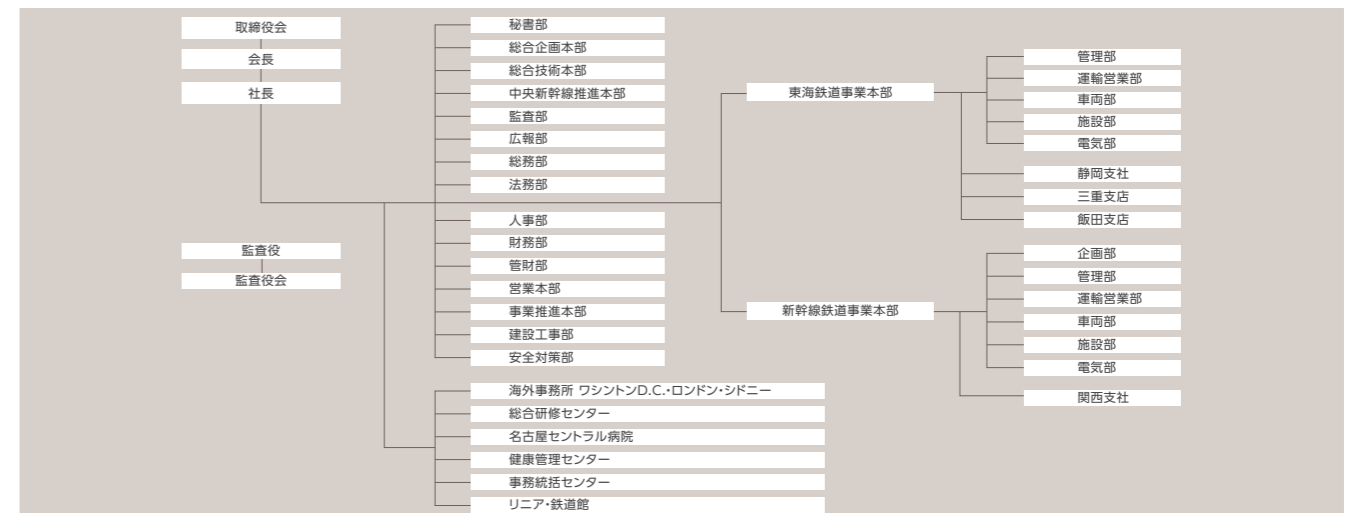 取締役会
会長
社長
監査役
監査役会
秘書部
総合企画本部
総合技術本部
中央新幹線推進本部
監査部
広報部
総務部
法務部
人事部
財務部
管財部
営業本部
事業推進本部
建設工事部
安全対策部
海外事務所 ワシントンD.C.・ロンドン・シドニー
総合研修センター
名古屋セントラル病院
健康管理センター
事務統括センター
リニア・鉄道館
東海鉄道事業本部
管理部
運輸営業部
車両部
施設部
電気部
静岡支社
三重支店
飯田支店
新幹線鉄道事業本部
企画部
管理部
運輸営業部
車両部
施設部
電気部
関西支社